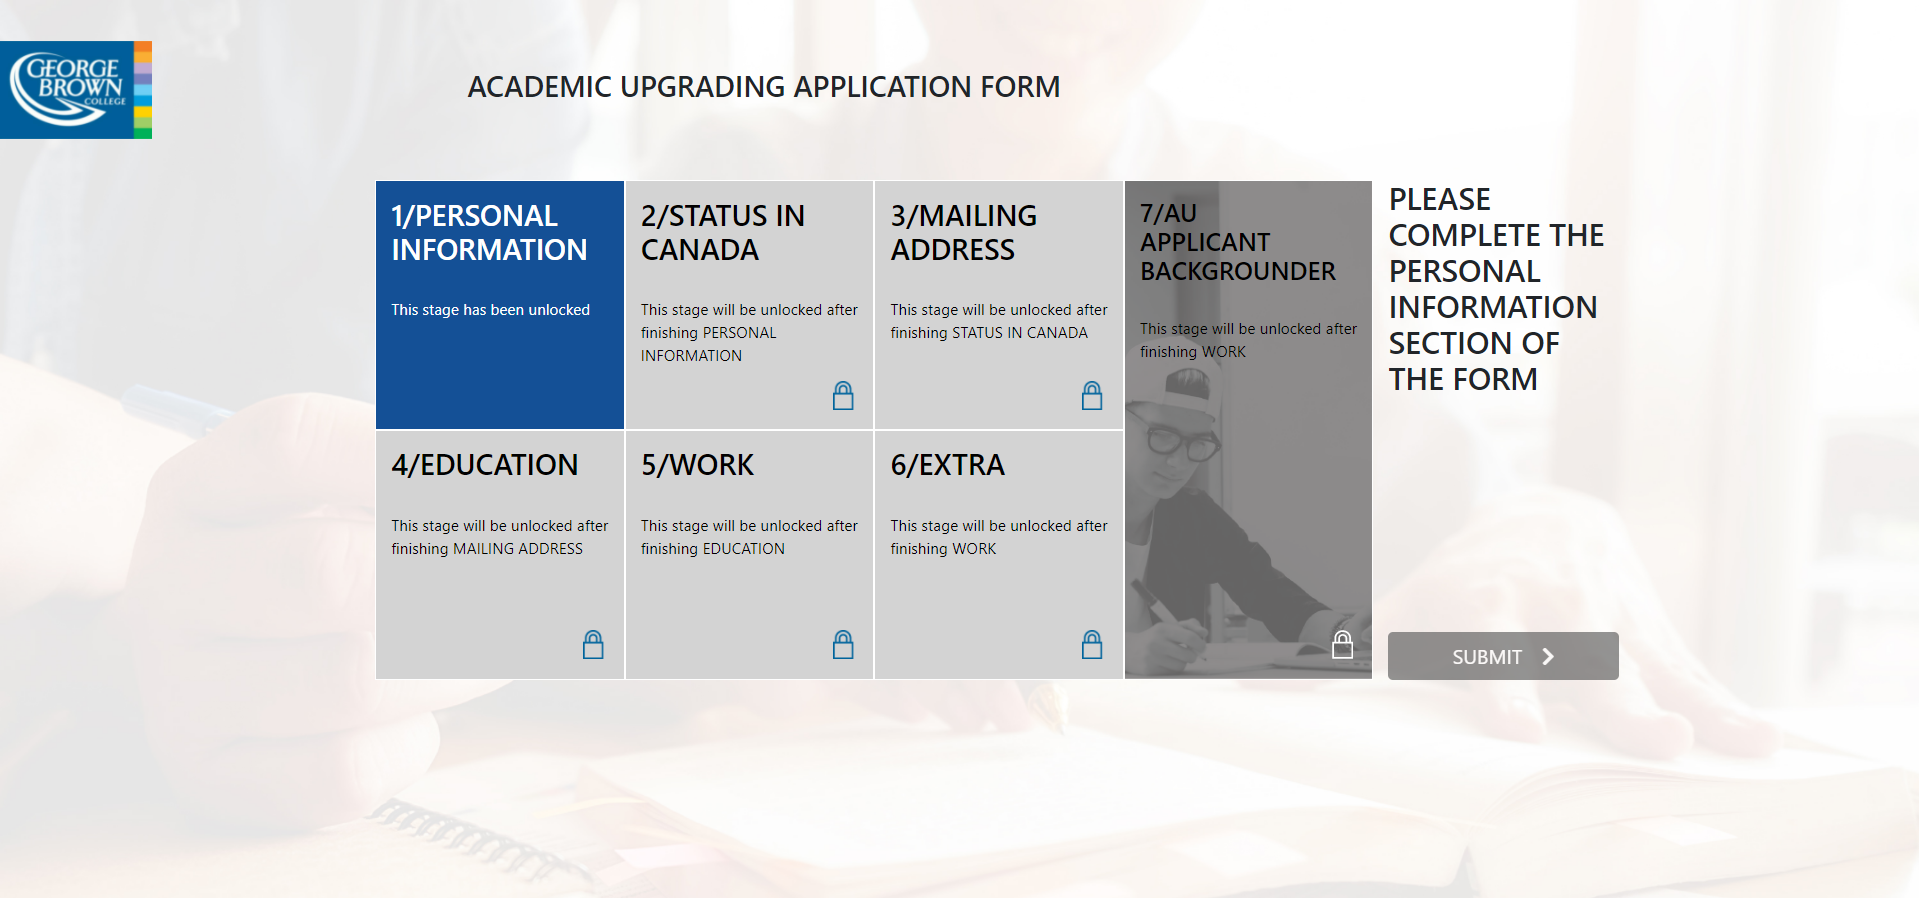 GEORGE
BROWN
COLLEGE
ACADEMIC UPGRADING APPLICATION FORM
1/PERSONAL
INFORMATION
This stage has been unlocked
2/STATUS IN
CANADA
This stage will be unlocked after
finishing PERSONAL
INFORMATION
3/MAILING
ADDRESS
This stage will be unlocked after
finishing STATUS IN CANADA
4/EDUCATION
This stage will be unlocked after
finishing MAILING ADDRESS
5/WORK
This stage will be unlocked after
finishing EDUCATION
6/EXTRA
This stage will be unlocked after
finishing WORK
7/AU
APPLICANT
BACKGROUNDER
This stage will be unlocked after
finishing WORK
PLEASE
COMPLETE THE
PERSONAL
INFORMATION
SECTION OF
THE FORM
SUBMIT